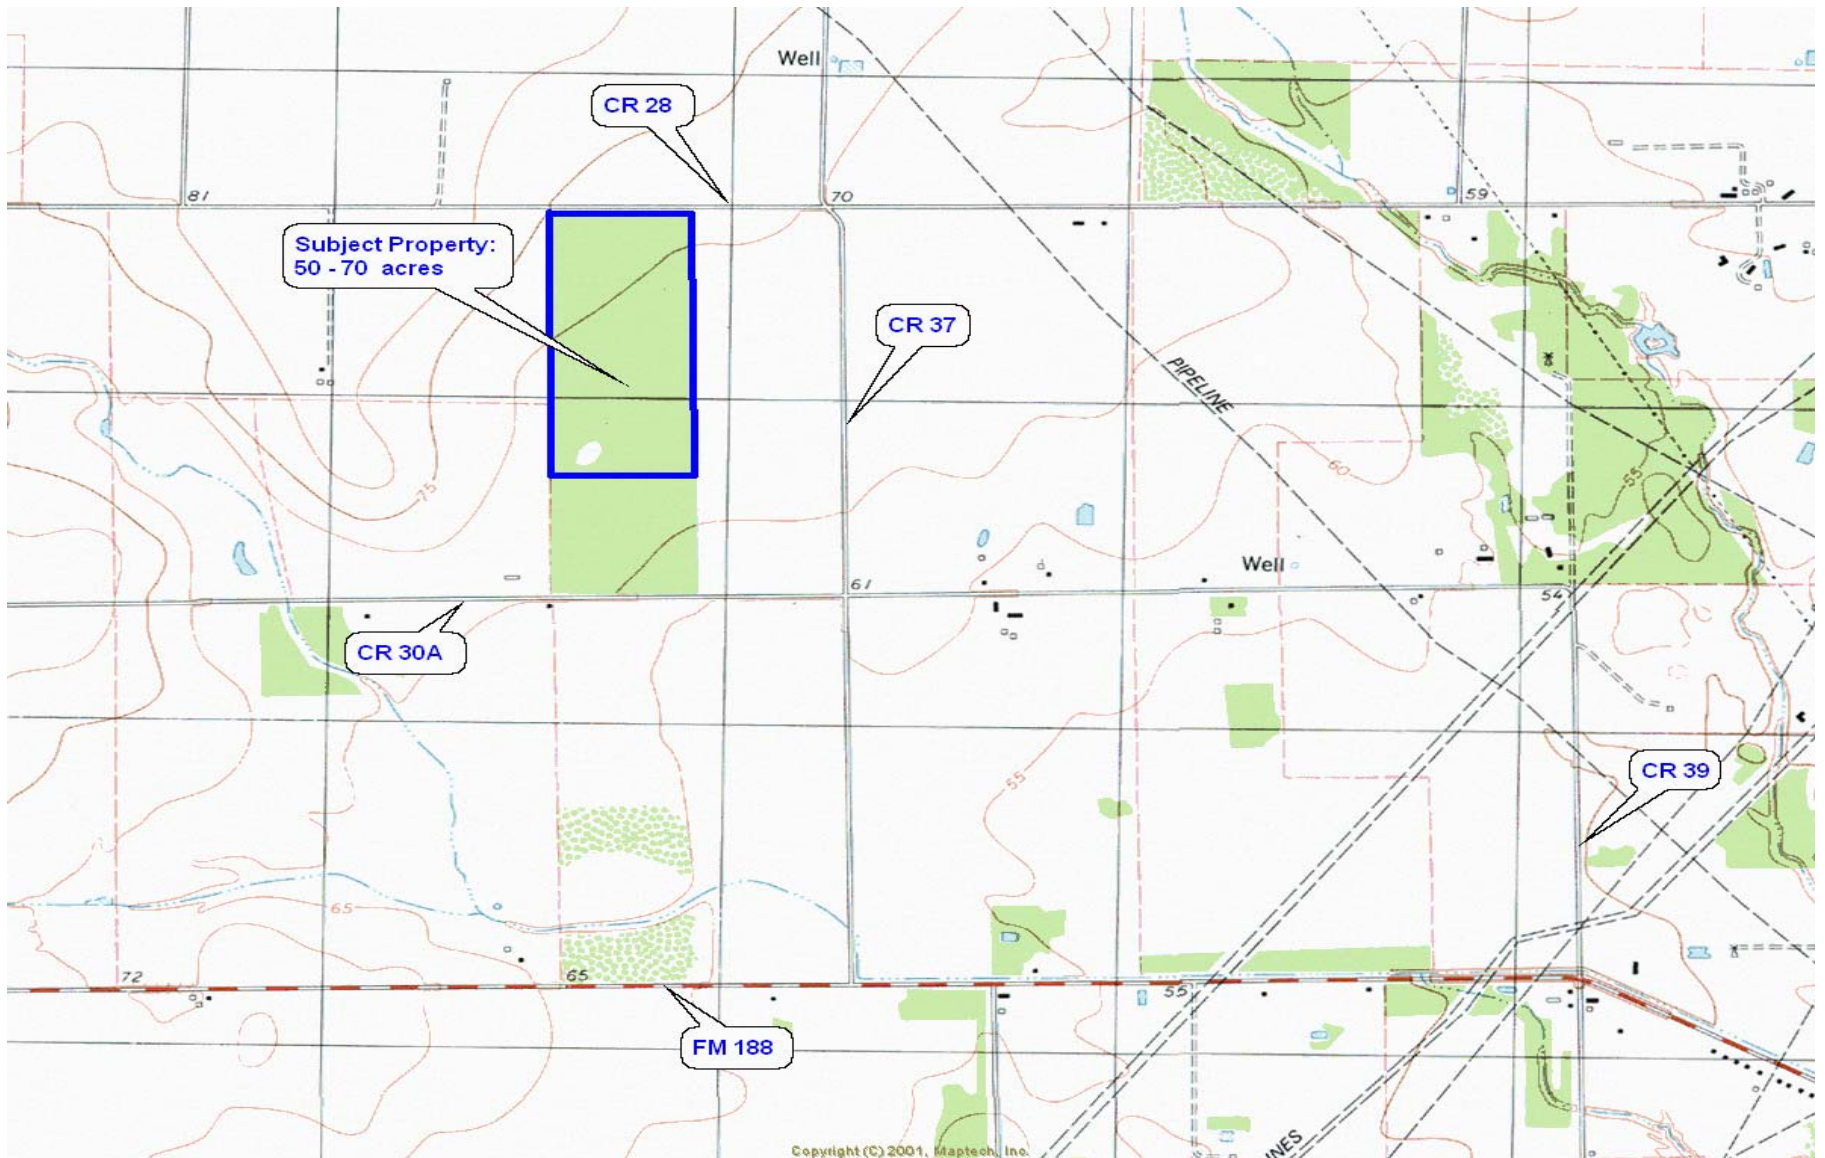 Well
CR 28
81
70
59
Subject Property:
50 - 70 acres
CR 37
PIPELINE
60
75
55
Well
61
54
CR 30A
CR 39
55
65
72
65
55
FM 188
INES
Copyright (C) 2001, Maptech, Inc.